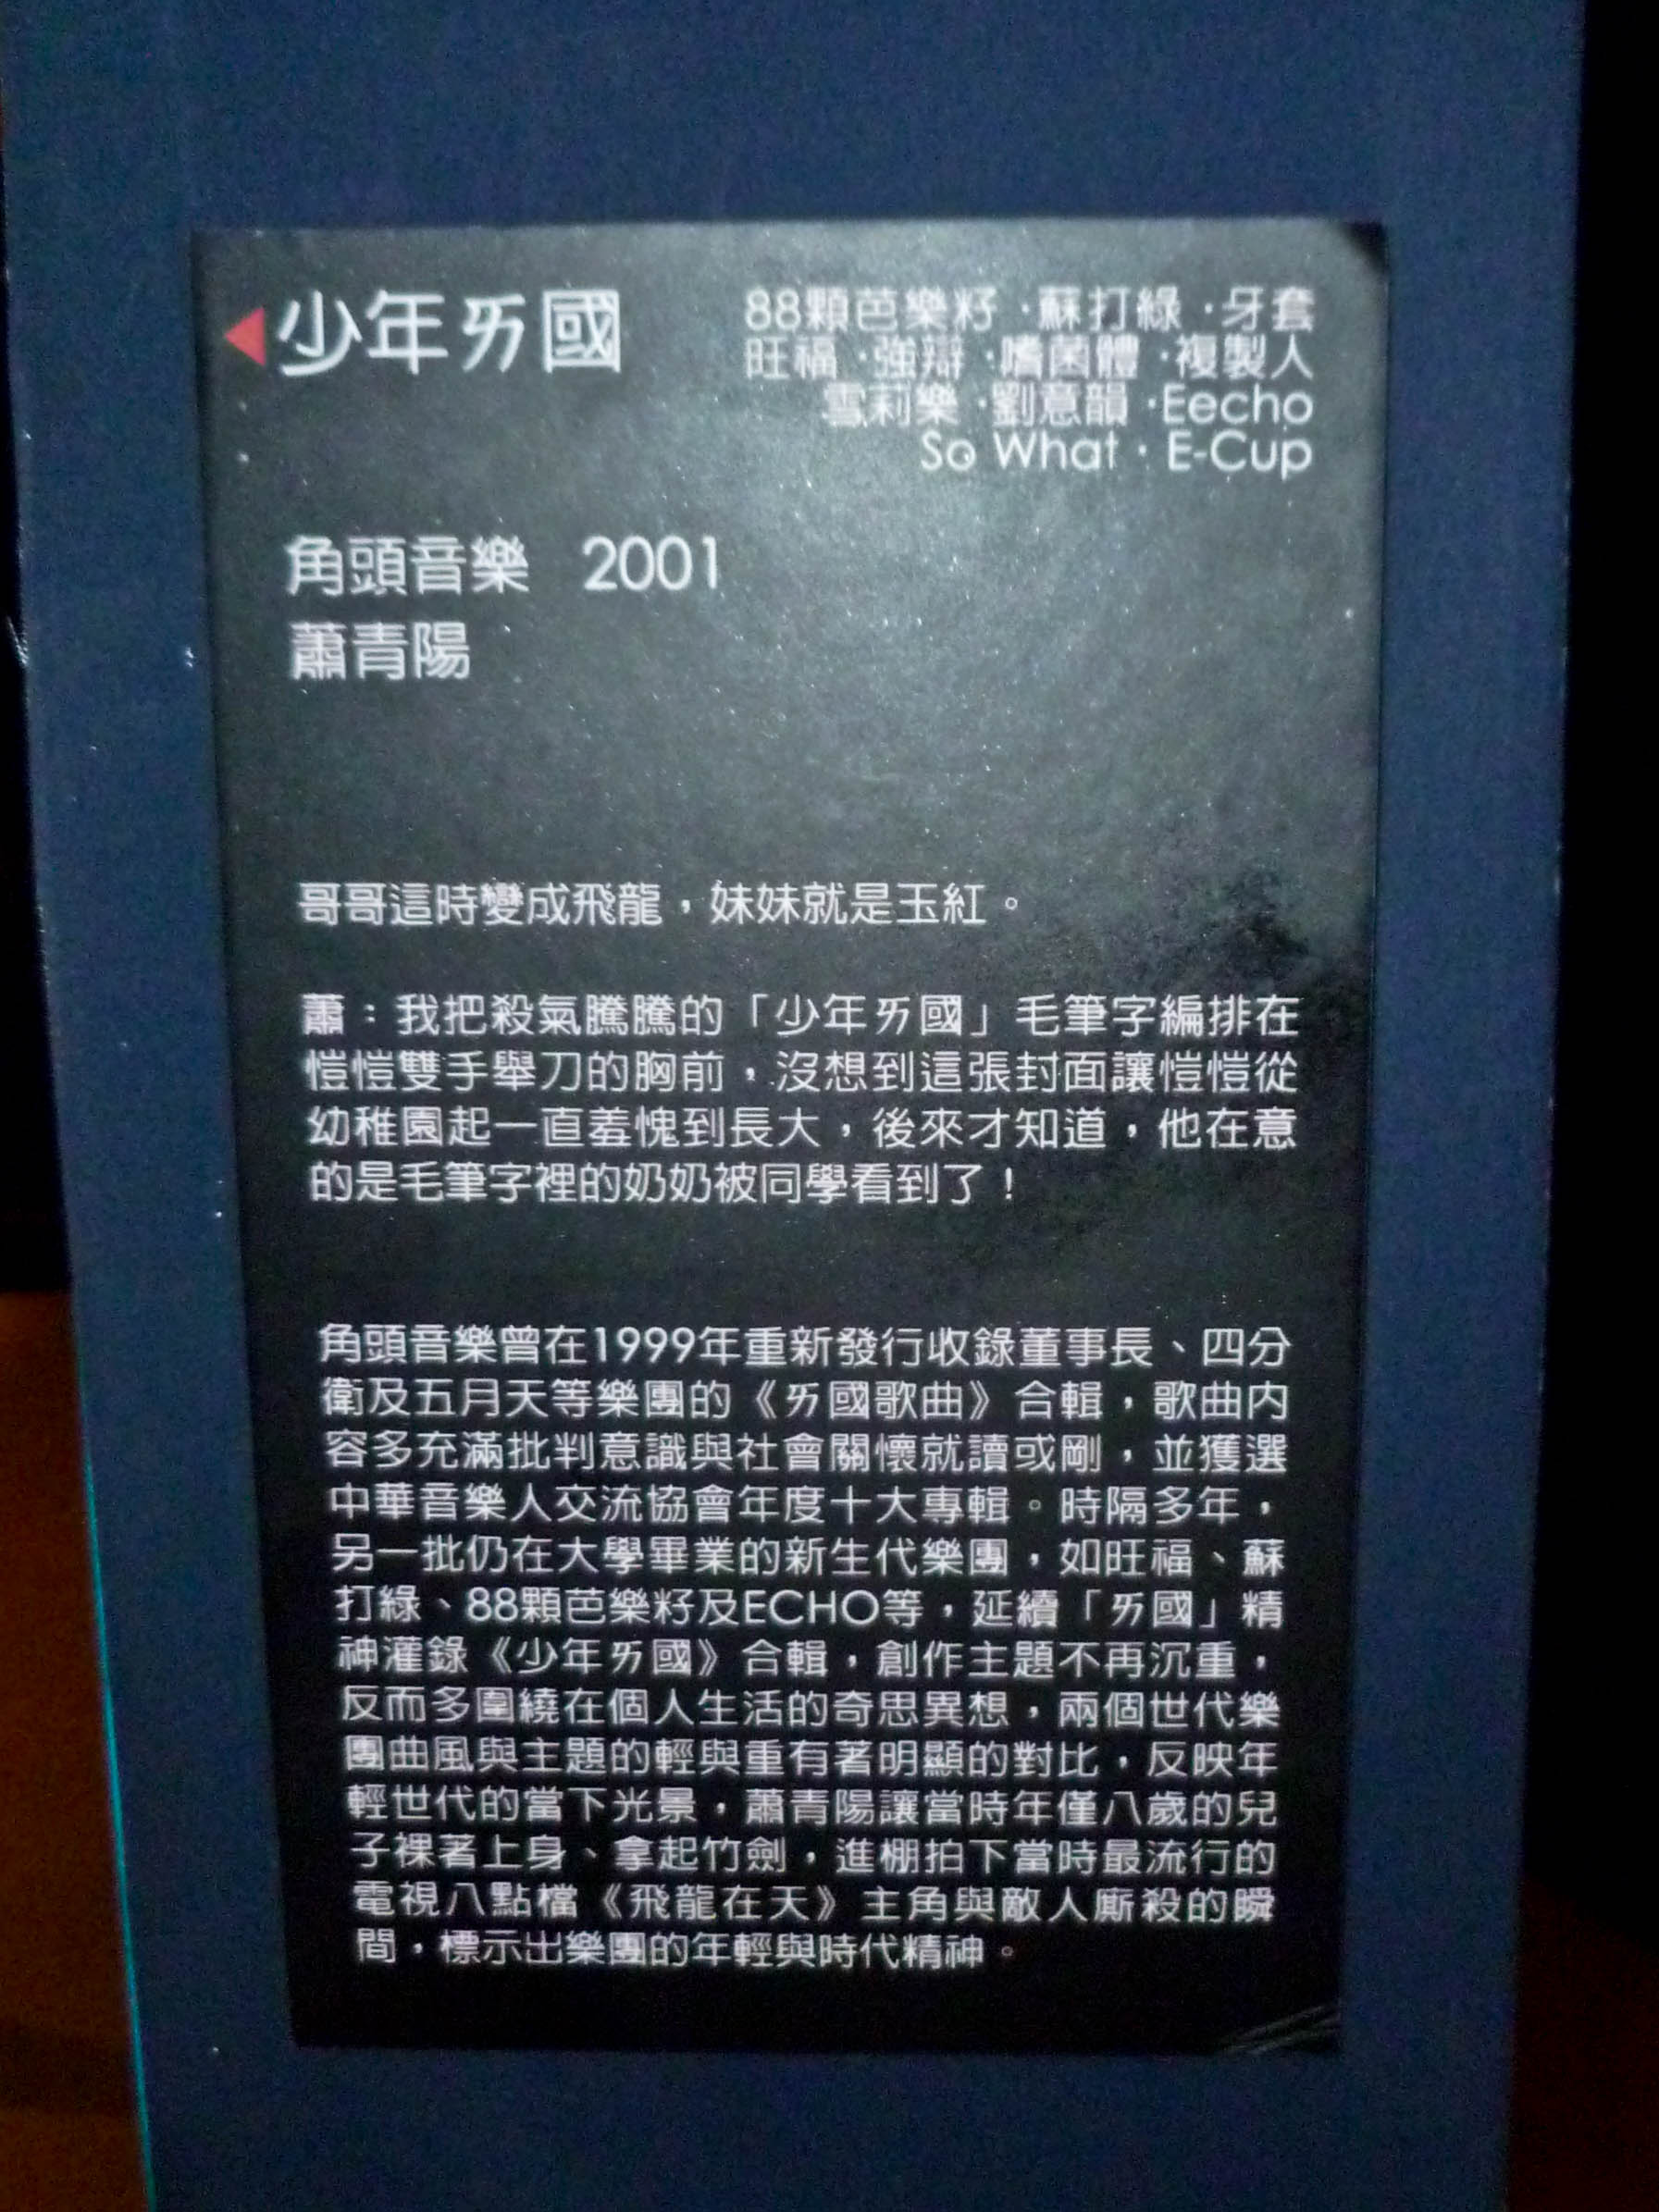 少年ㄞ國
88顆芭樂籽·蘇打綠·牙套
旺福·強辯·嗜菌體·複製人
雪莉樂·劉意韻·Eecho
So What·E-Cup
角頭音樂 2001
蕭青陽
哥哥這時變成飛龍，妹妹就是玉紅。
蕭：我把殺氣騰騰的「少年ㄞ國」毛筆字編排在
愷愷雙手舉刀的胸前，沒想到這張封面讓愷愷從
幼稚園起一直羞愧到長大，後來才知道，他在意
的是毛筆字裡的奶奶被同學看到了！
角頭音樂曾在1999年重新發行收錄董事長、四分
衛及五月天等樂團的《ㄞ國歌曲》合輯，歌曲內
容多充滿批判意識與社會關懷就讀或剛，並獲選
中華音樂人交流協會年度十大專輯。時隔多年，
另一批仍在大學畢業的新生代樂團，如旺福、蘇
打綠、88顆芭樂籽及ECHO等，延續「ㄞ國」精
神灌錄《少年ㄞ國》合輯，創作主題不再沉重，
反而多圍繞在個人生活的奇思異想，兩個世代樂
團曲風與主題的輕與重有著明顯的對比，反映年
輕世代的當下光景，蕭青陽讓當時年僅八歲的兒
子裸著上身、拿起竹劍，進棚拍下當時最流行的
電視八點檔《飛龍在天》主角與敵人廝殺的瞬
間，標示出樂團的年輕與時代精神。